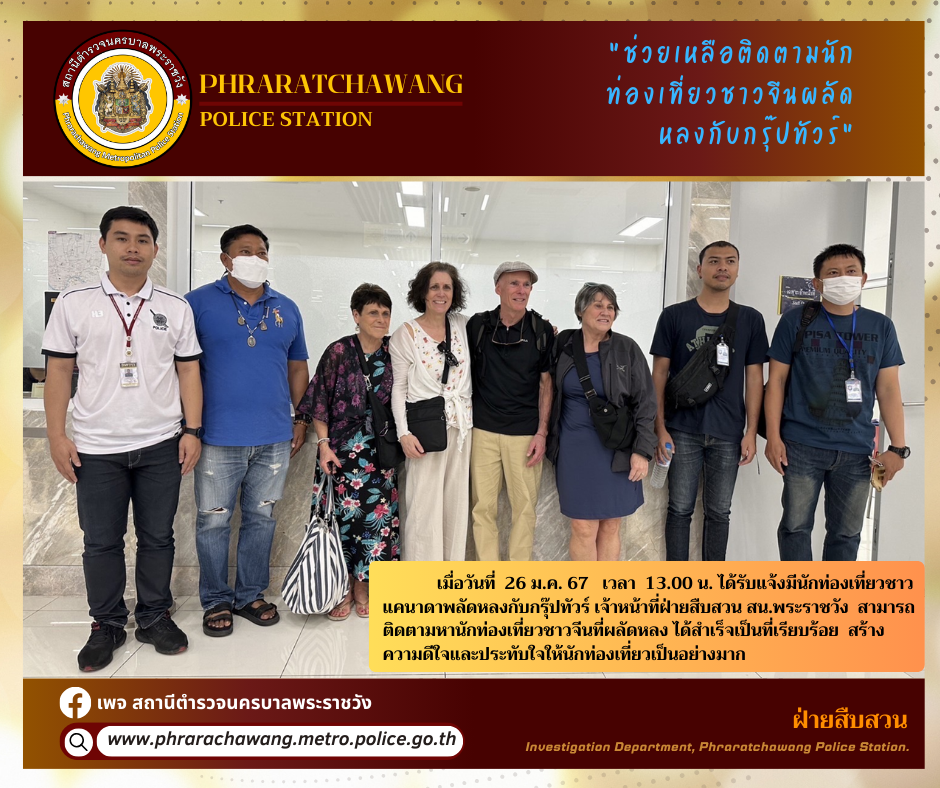 สถานีตำรวจนครบาลพระราชวัง
Phraratchawang Metropolitan Police Station
PHRARATCHAWANG
POLICE STATION
"ช่วยเหลือติดตามนัก
ท่องเที่ยวชาวจีนผลัด
หลงกับกรุ๊ปทัวร์"
POLICE
เมื่อวันที่ 26 ม.ค. 67 เวลา 13.00 น. ได้รับแจ้งมีนักท่องเที่ยวชาว
แคนาดาพลัดหลงกับกรุ๊ปทัวร์ เจ้าหน้าที่ฝ่ายสืบสวน สน.พระราชวัง สามารถ
ติดตามหานักท่องเที่ยวชาวจีนที่ผลัดหลง ได้สำเร็จเป็นที่เรียบร้อย สร้าง
ความดีใจและประทับใจให้นักท่องเที่ยวเป็นอย่างมาก
เพจ สถานีตำรวจนครบาลพระราชวัง
www.phrarachawang.metro.police.go.th
ฝ่ายสืบสวน
Investigation Department, Phraratchawang Police Station.